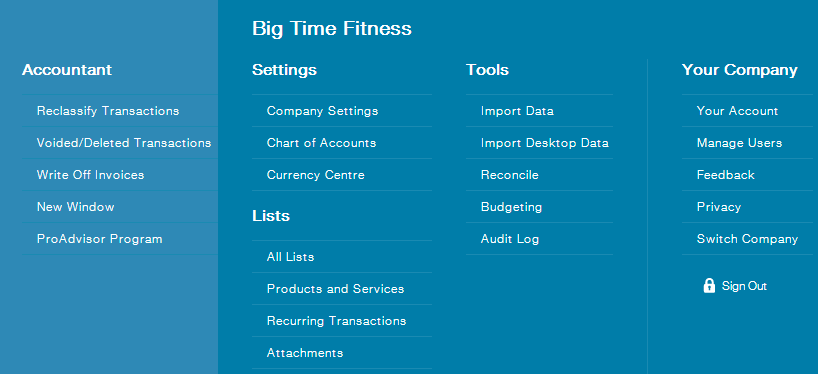 Big Time Fitness
Accountant
Reclassify Transactions
Voided/Deleted Transactions
Write Off Invoices
New Window
ProAdvisor Program
Settings
Company Settings
Chart of Accounts
Currency Centre
Lists
All Lists
Products and Services
Recurring Transactions
Attachments
Tools
Import Data
Import Desktop Data
Reconcile
Budgeting
Audit Log
Your Company
Your Account
Manage Users
Feedback
Privacy
Switch Company
Sign Out